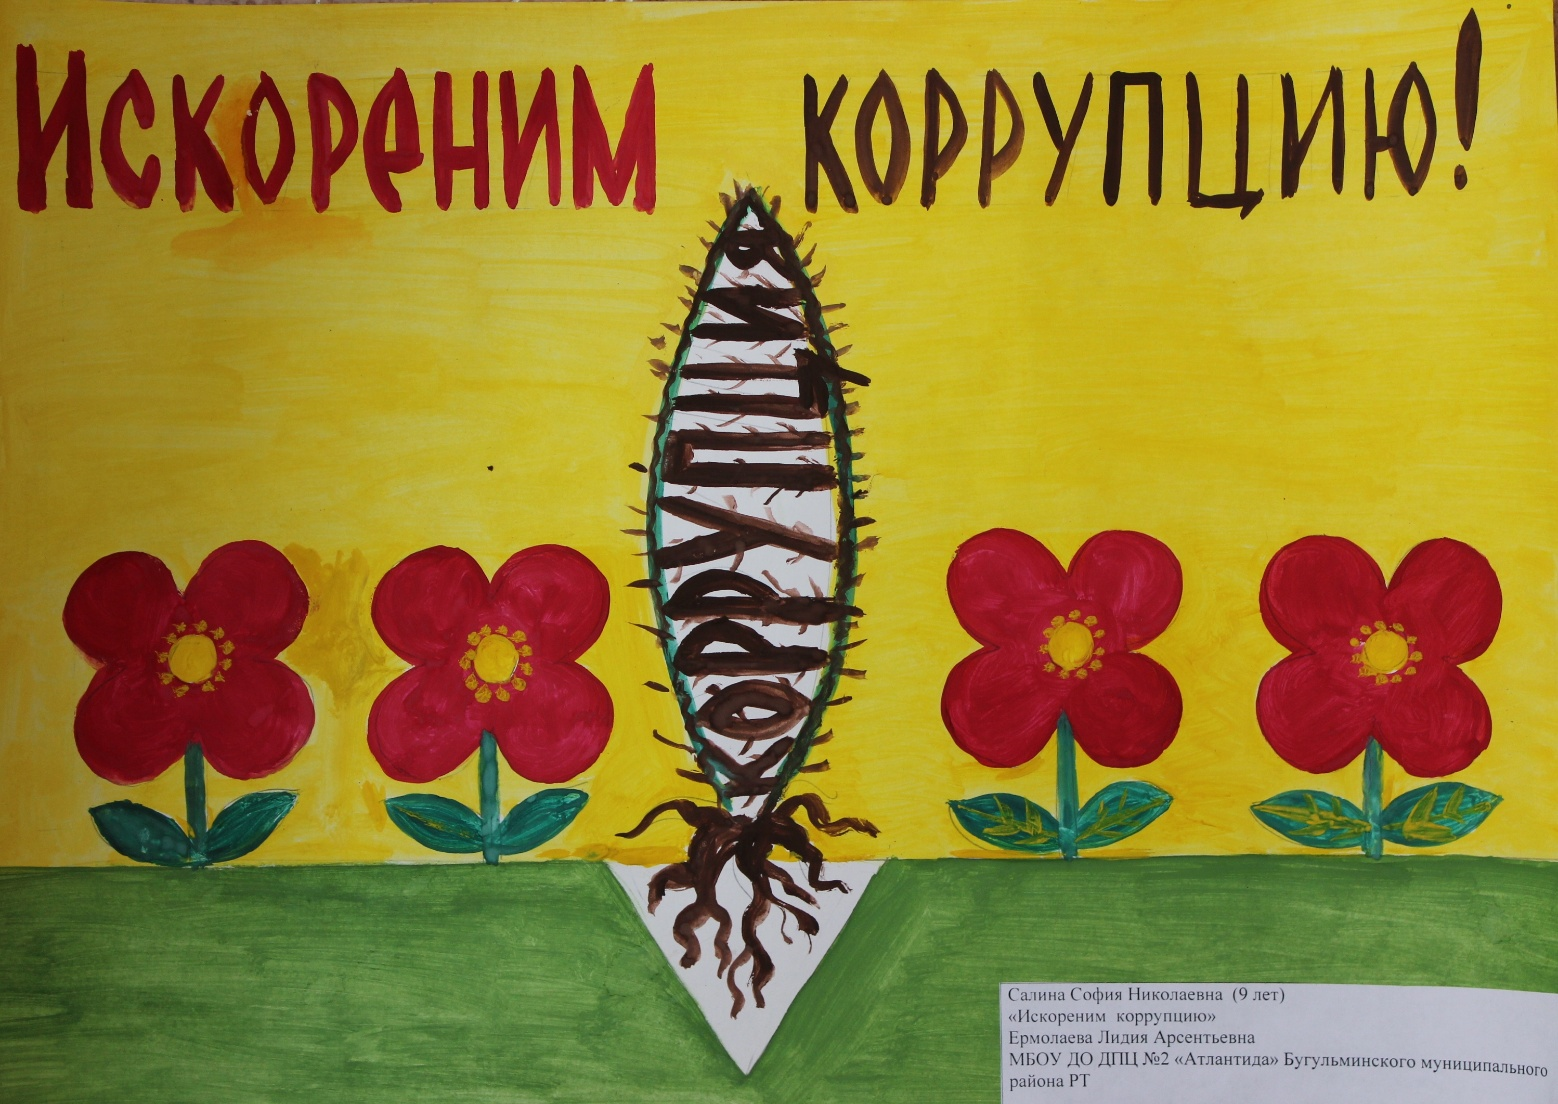 Искореним коррупцию!
КОРРУПЦИЯ
Салина София Николаевна (9 лет)
«Искореним коррупцию»
Ермолаева Лидия Арсентьевна
МБОУ ДО ДПЦ №2 «Атлантида» Бугульминского муниципального
района РТ